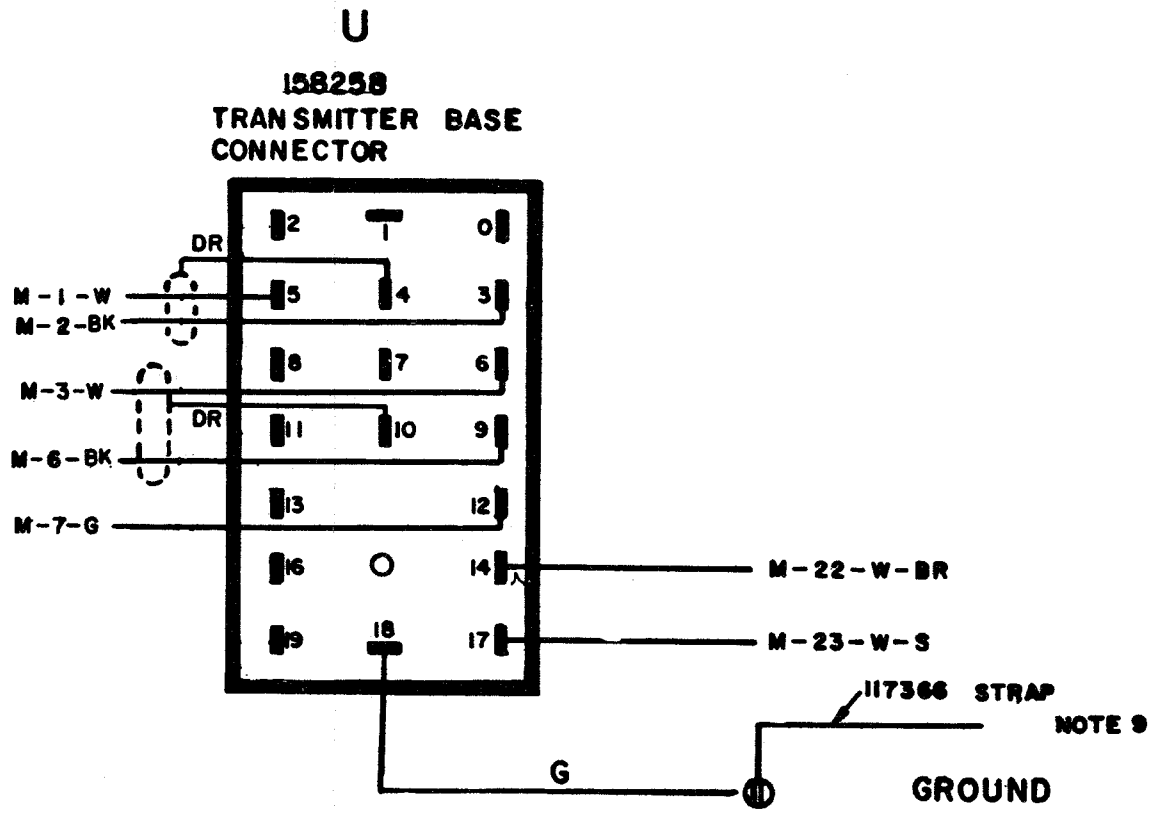 U
158258
TRANSMITTER BASE
CONNECTOR
2
1
0
DR
M-1-W
5
4
3
M-2-BK
8
7
6
M-3-W
DR
11
10
9
M-6-BK
13
12
M-7-G
16
14
M-22-W-BR
19
18
17
M-23-W-S
117366 STRAP
NOTE 9
G
GROUND